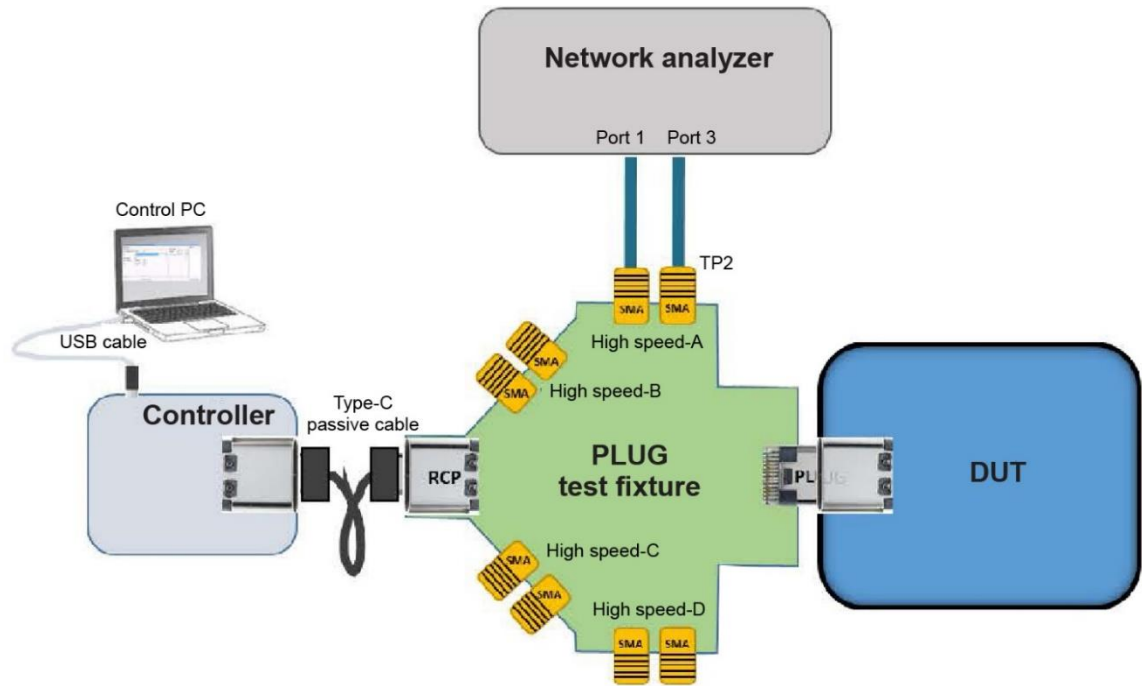 Network analyzer
Port 1
Port 3
Control PC
TP2
SMA
SMA
USB cable
High speed-A
SMA
SMA
High speed-B
Controller
Type-C
passive cable
RCP
PLUG
test fixture
PLUG
DUT
High speed-C
SMA
SMA
High speed-D
SMA
SMA